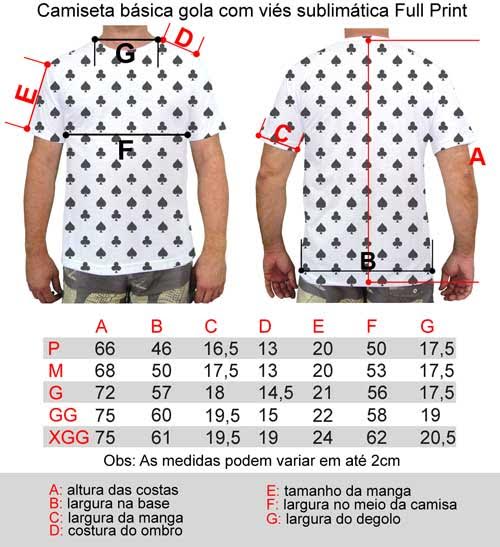 Camiseta básica gola com viés sublimática Full Print
G
D
E
F
C
A
B
A B C D E F G
P 66 46 16,5 13 20 50 17,5
M 68 50 17,5 13 20 53 17,5
G 72 57 18 14,5 21 56 17,5
GG 75 60 19,5 15 22 58 19
XGG 75 61 19,5 19 24 62 20,5
Obs: As medidas podem variar em até 2cm
A: altura das costas
B: largura na base
C: largura da manga
D: costura do ombro
E: tamanho da manga
F: largura no meio da camisa
G: largura do degolo